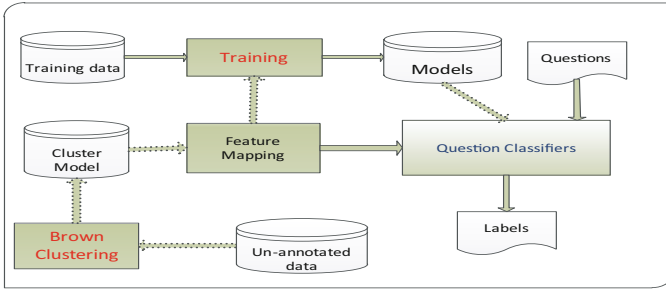 Training data
Training
Models
Questions
Cluster
Model
Feature
Mapping
Question Classifiers
Brown
Clustering
Un-annotated
data
Labels